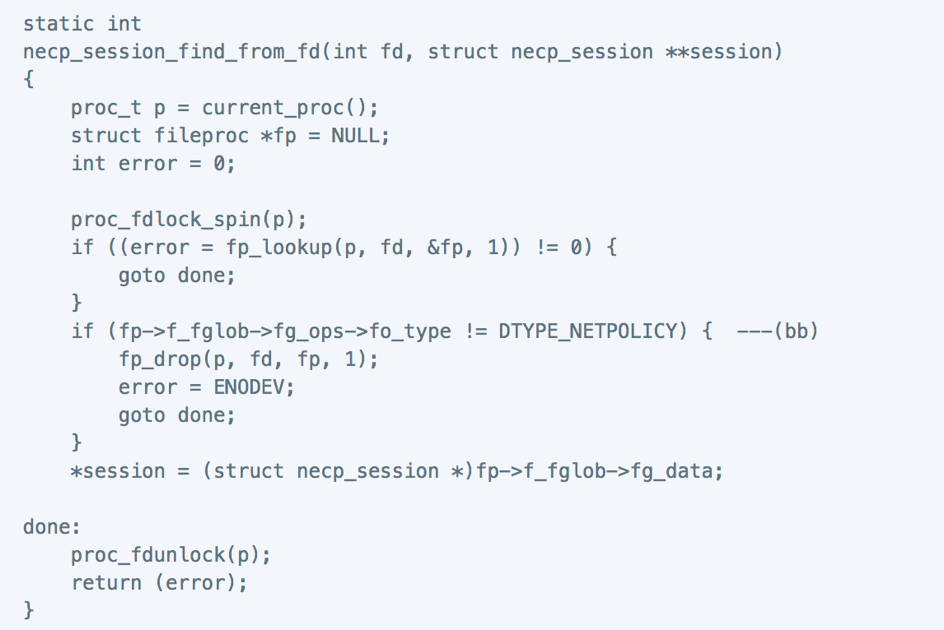 static int
necp_session_find_from_fd(int fd, struct necp_session **session)
{
    proc_t p = current_proc();
    struct fileproc *fp = NULL;
    int error = 0;

    proc_fdlock_spin(p);
    if ((error = fp_lookup(p, fd, &fp, 1)) != 0) {
        goto done;
    }
    if (fp->f_fglob->fg_ops->fo_type != DTYPE_NETPOLICY) {  ---(bb)
        fp_drop(p, fd, fp, 1);
        error = ENODEV;
        goto done;
    }
    *session = (struct necp_session *)fp->f_fglob->fg_data;

done:
    proc_fdunlock(p);
    return (error);
}